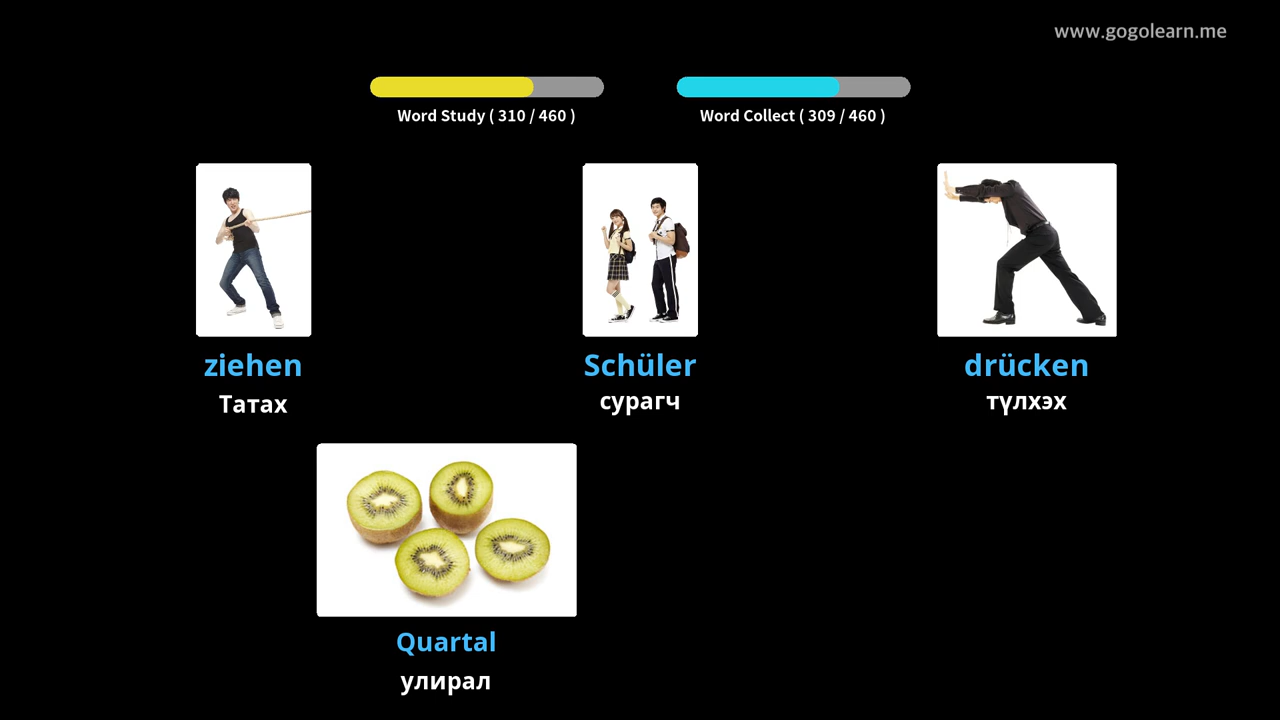 www.gogolearn.me
Word Study ( 310 / 460 )
Word Collect ( 309 / 460 )
ziehen
Татах
Schüler
сурагч
drücken
түлхэх
Quartal
улирал